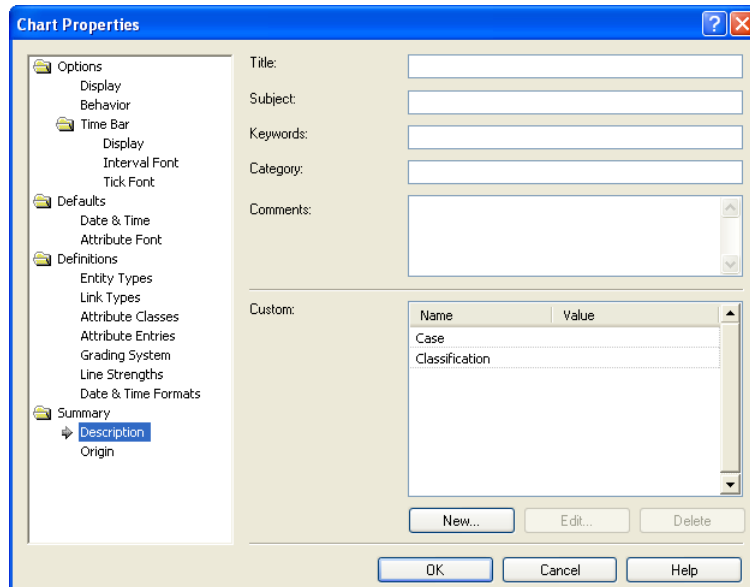 Chart Properties
Options
Display
Behavior
Time Bar
Display
Interval Font
Tick Font
Defaults
Date & Time
Attribute Font
Definitions
Entity Types
Link Types
Attribute Classes
Attribute Entries
Grading System
Line Strengths
Date & Time Formats
Summary
Description
Origin
Title:
Subject:
Keywords:
Category:
Comments:
Custom:
Name Value
Case
Classification
New... Edit... Delete
OK Cancel Help